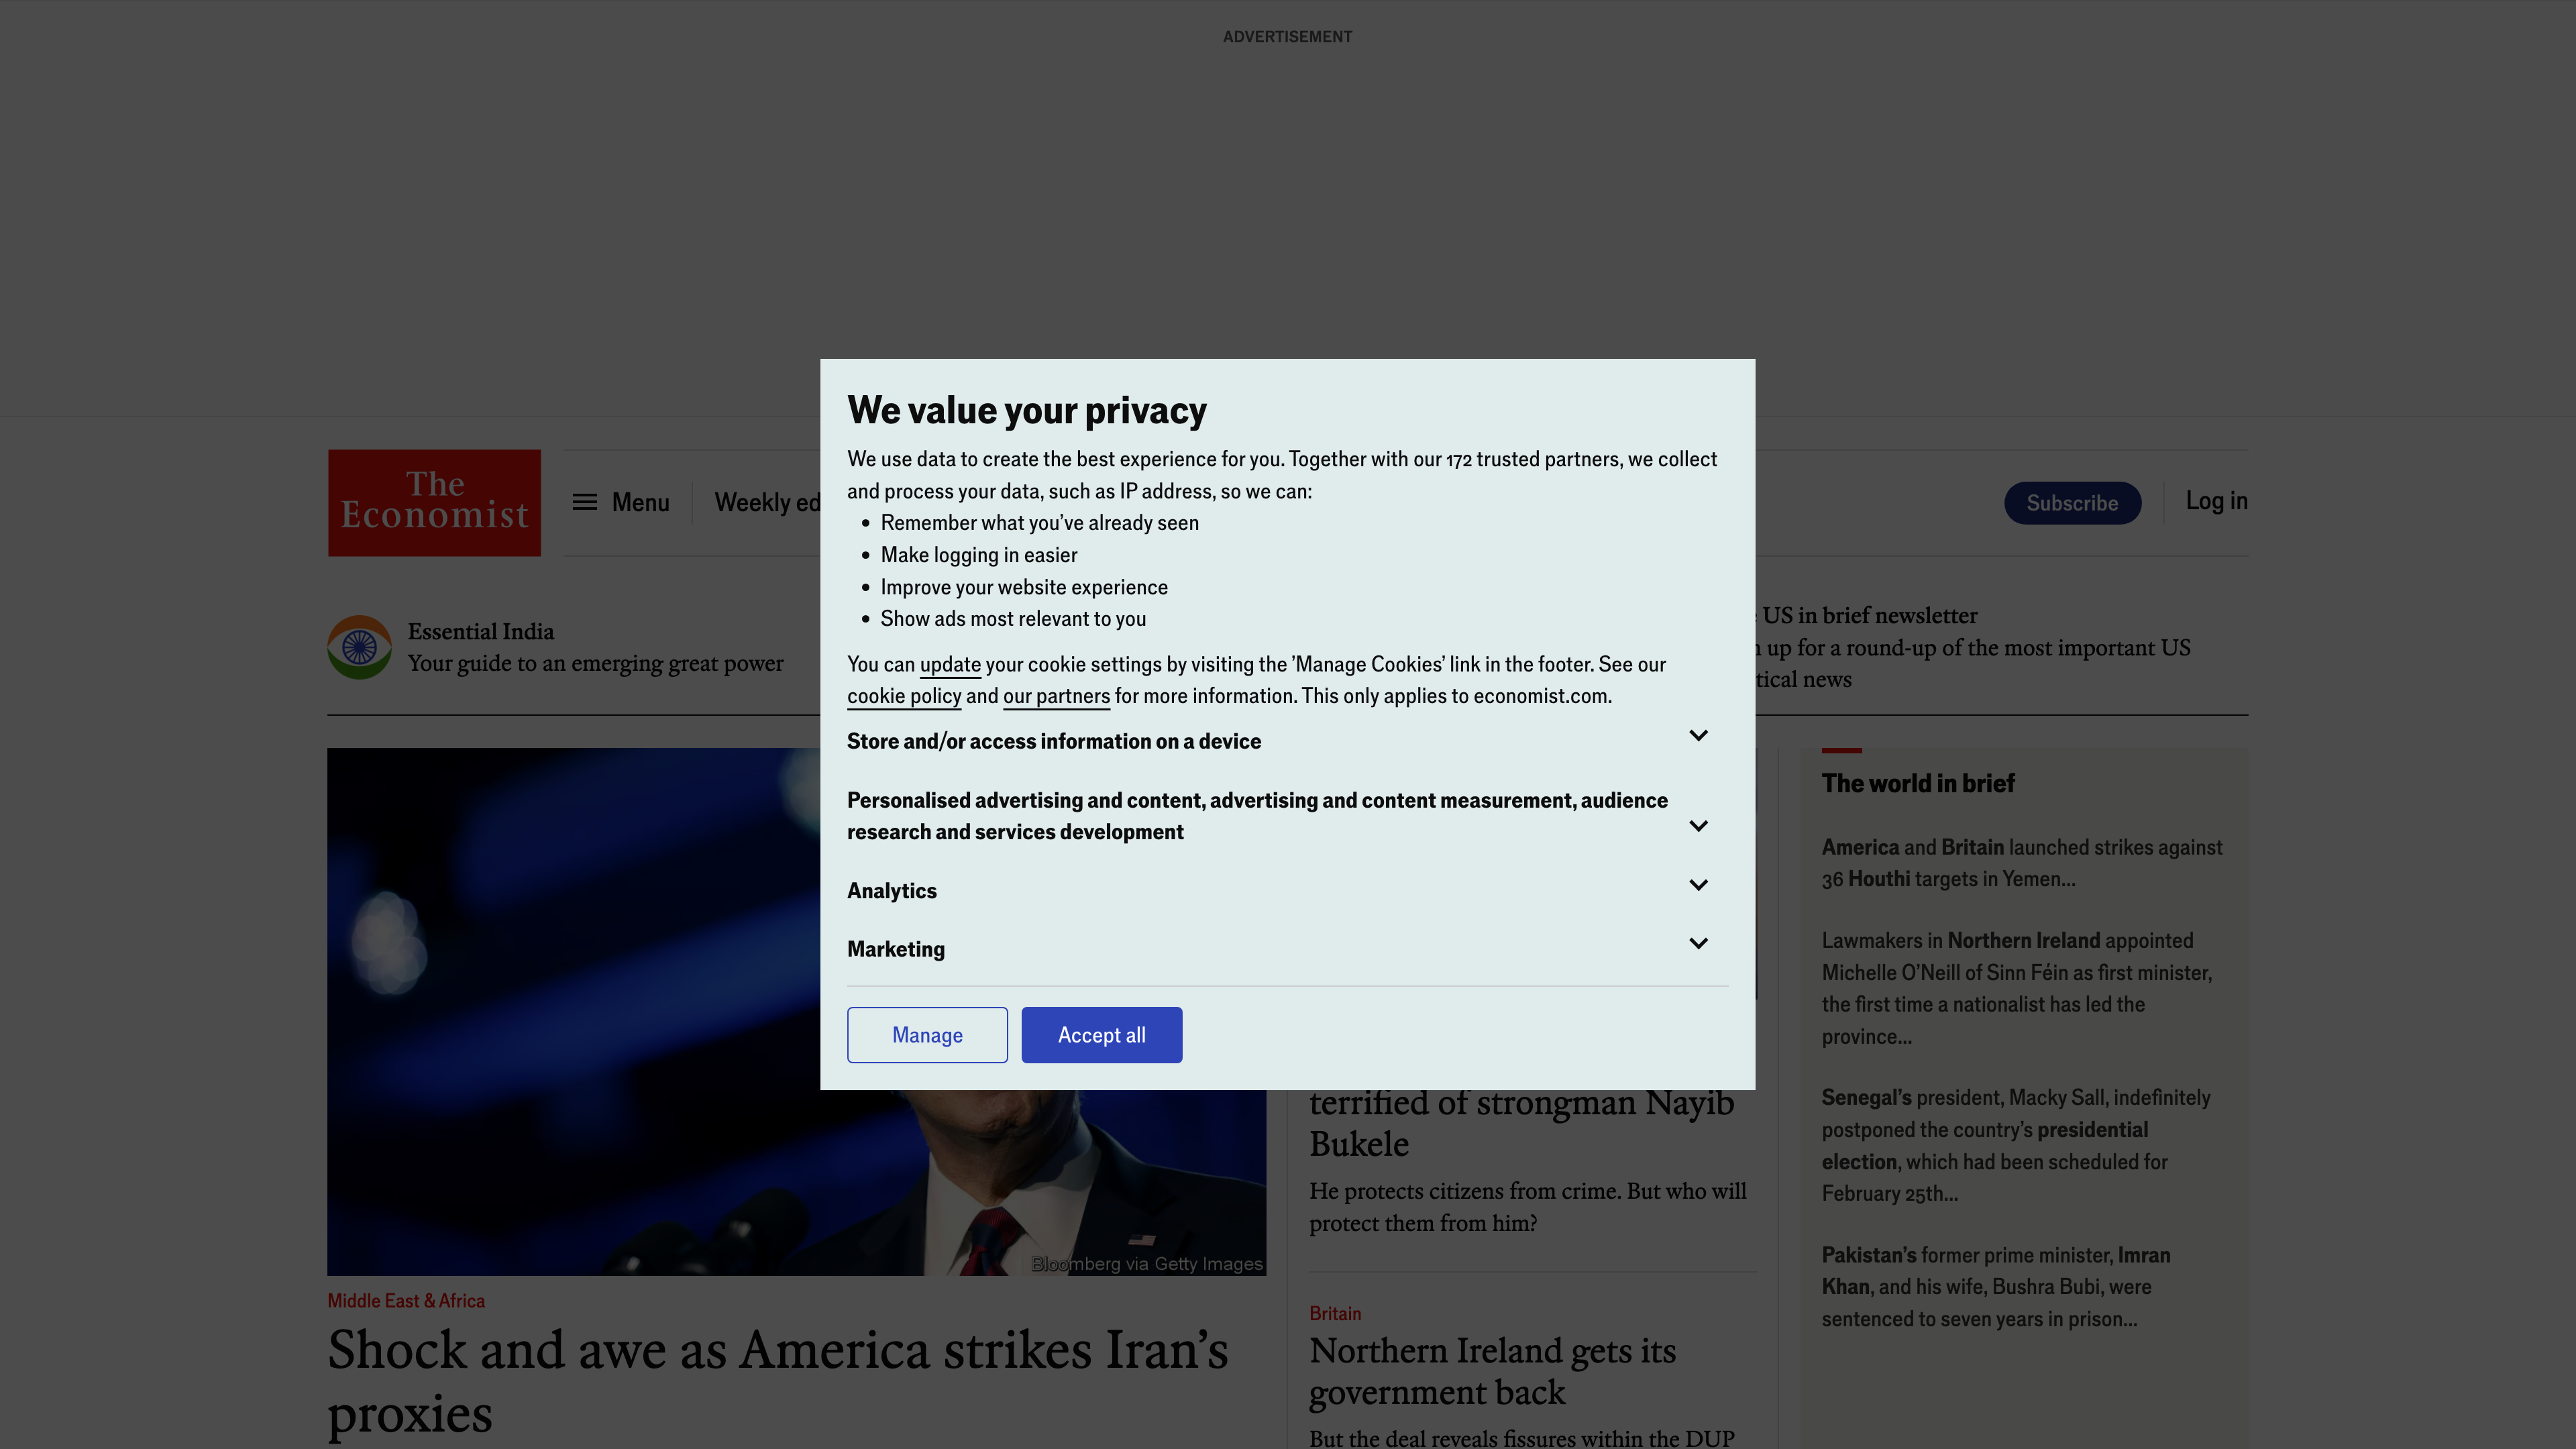 ADVERTISEMENT
The
Economist
Menu
Weekly ed
Subscribe
Log in
Essential India
Your guide to an emerging great power
US in brief newsletter
up for a round-up of the most important US
tical news
We value your privacy
We use data to create the best experience for you. Together with our 172 trusted partners, we collect
and process your data, such as IP address, so we can:
• Remember what you’ve already seen
• Make logging in easier
• Improve your website experience
• Show ads most relevant to you
You can update your cookie settings by visiting the ’Manage Cookies’ link in the footer. See our
cookie policy and our partners for more information. This only applies to economist.com.
Store and/or access information on a device
Personalised advertising and content, advertising and content measurement, audience
research and services development
Analytics
Marketing
Manage
Accept all
Bloomberg via Getty Images
Middle East & Africa
Shock and awe as America strikes Iran’s
proxies
terrified of strongman Nayib
Bukele
He protects citizens from crime. But who will
protect them from him?
Britain
Northern Ireland gets its
government back
But the deal reveals fissures within the DUP
The world in brief
America and Britain launched strikes against
36 Houthi targets in Yemen…
Lawmakers in Northern Ireland appointed
Michelle O’Neill of Sinn Féin as first minister,
the first time a nationalist has led the
province…
Senegal’s president, Macky Sall, indefinitely
postponed the country’s presidential
election, which had been scheduled for
February 25th…
Pakistan’s former prime minister, Imran
Khan, and his wife, Bushra Bubi, were
sentenced to seven years in prison…